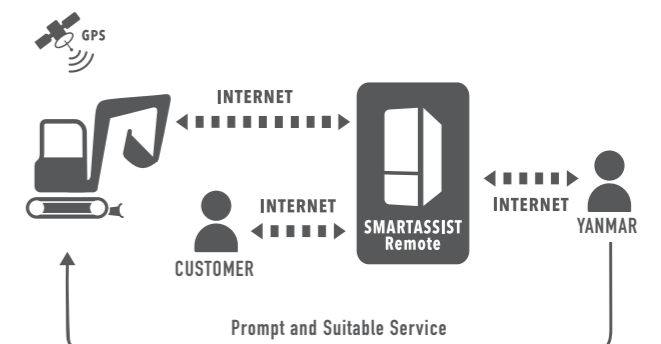 GPS
INTERNET
INTERNET
CUSTOMER
SMARTASSIST
Remote
INTERNET
YANMAR
Prompt and Suitable Service